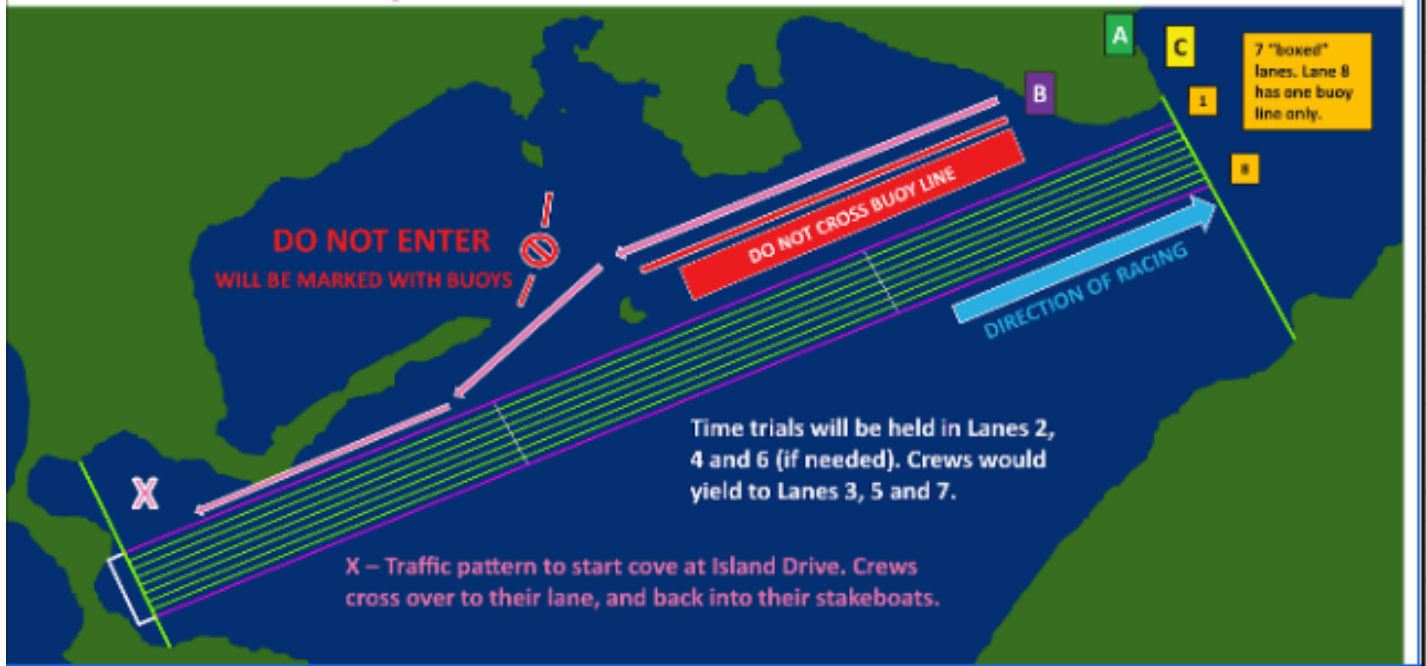 A
C
7 "boxed"
lanes. Lane 8
has one buoy
line only.
B
1
8
DO NOT CROSS BUOY LINE
DO NOT ENTER
WILL BE MARKED WITH BUOYS
DIRECTION OF RACING
Time trials will be held in Lanes 2,
4 and 6 (if needed). Crews would
yield to Lanes 3, 5 and 7.
X
X – Traffic pattern to start cove at Island Drive. Crews
cross over to their lane, and back into their stakeboats.